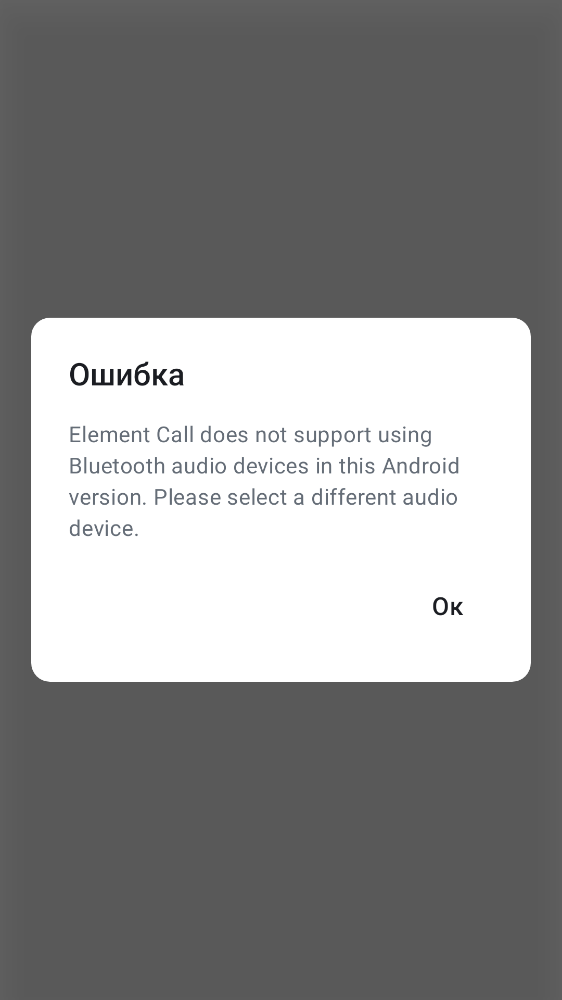 Ошибка
Element Call does not support using
Bluetooth audio devices in this Android
version. Please select a different audio
device.
Ок